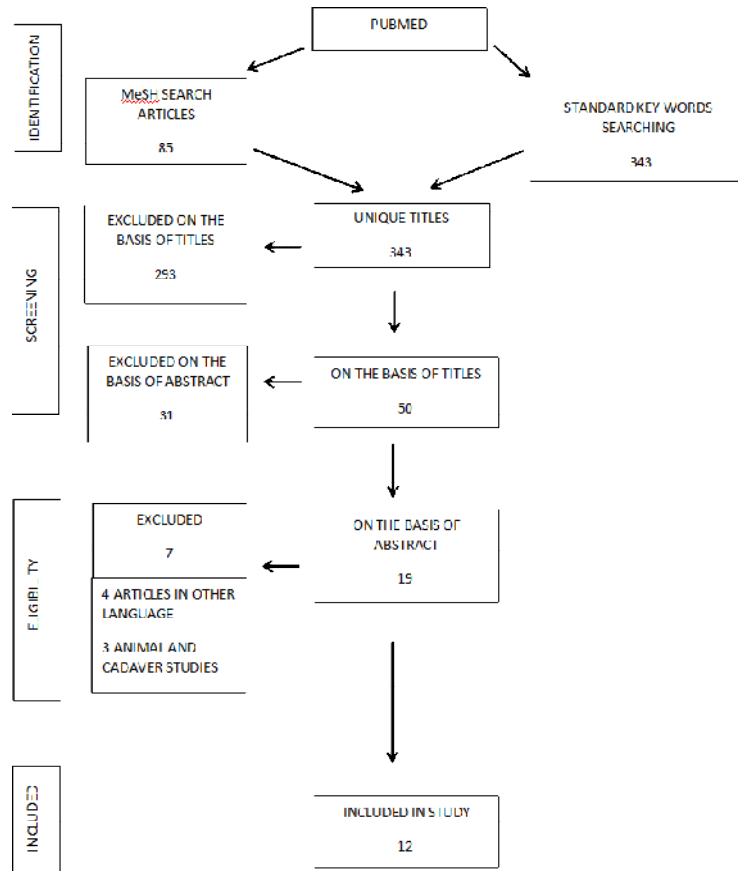 IDENTIFICATION
PUBMED
MeSH SEARCH
ARTICLES
85
STANDARD KEY WORDS
SEARCHING
343
SCREENING
EXCLUDED ON THE
BASIS OF TITLES
293
UNIQUE TITLES
343
EXCLUDED ON THE
BASIS OF ABSTRACT
31
ON THE BASIS OF TITLES
50
ELIGIBILITY
EXCLUDED
7
4 ARTICLES IN OTHER
LANGUAGE
3 ANIMAL AND
CADAVER STUDIES
ON THE BASIS OF
ABSTRACT
19
INCLUDED
INCLUDED IN STUDY
12